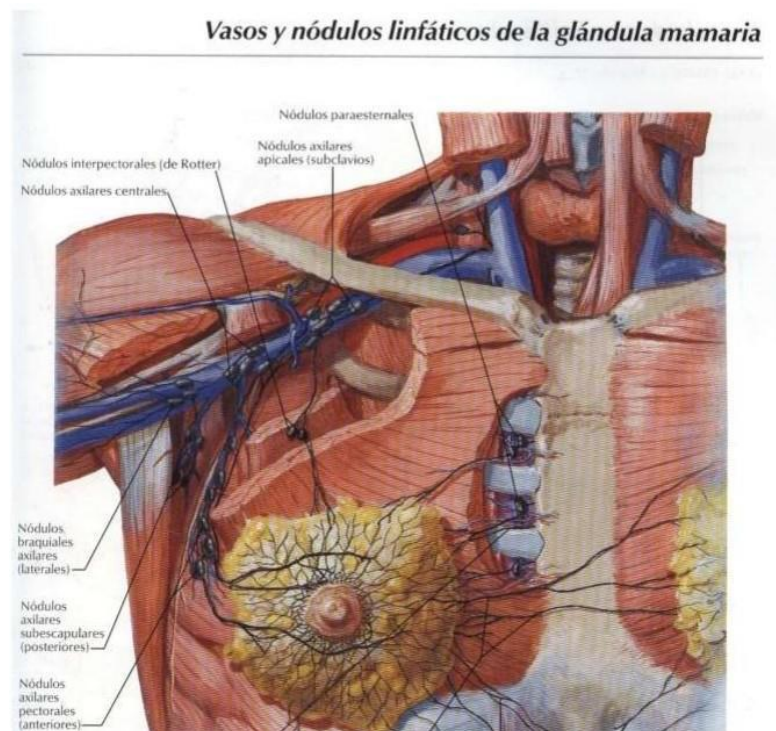 Vasos y nódulos linfáticos de la glándula mamaria
Nódulos paraesternales
Nódulos axilares
apicales (subclavios)
Nódulos interpectorales (de Rotter)
Nódulos axilares centrales
Nódulos
braquiales
axilares
(laterales)
Nódulos
axilares
subescapulares
(posteriores)
Nódulos
axilares
pectorales
(anteriores)